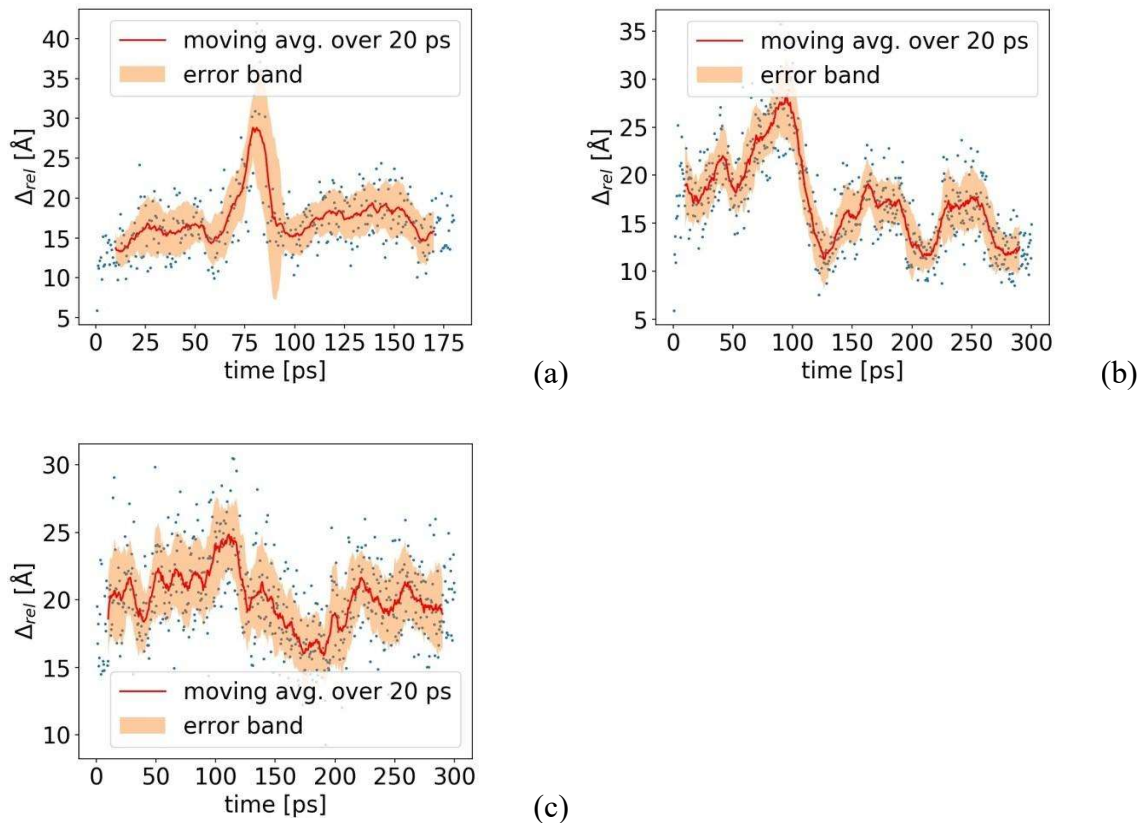 40
35
30
25
20
15
10
5
Δrel [Å]
moving avg. over 20 ps
error band
0 25 50 75 100 125 150 175
time [ps]
(a)
35
30
25
20
15
10
5
Δrel [Å]
moving avg. over 20 ps
error band
0 50 100 150 200 250 300
time [ps]
(b)
30
25
20
15
10
Δrel [Å]
moving avg. over 20 ps
error band
0 50 100 150 200 250 300
time [ps]
(c)